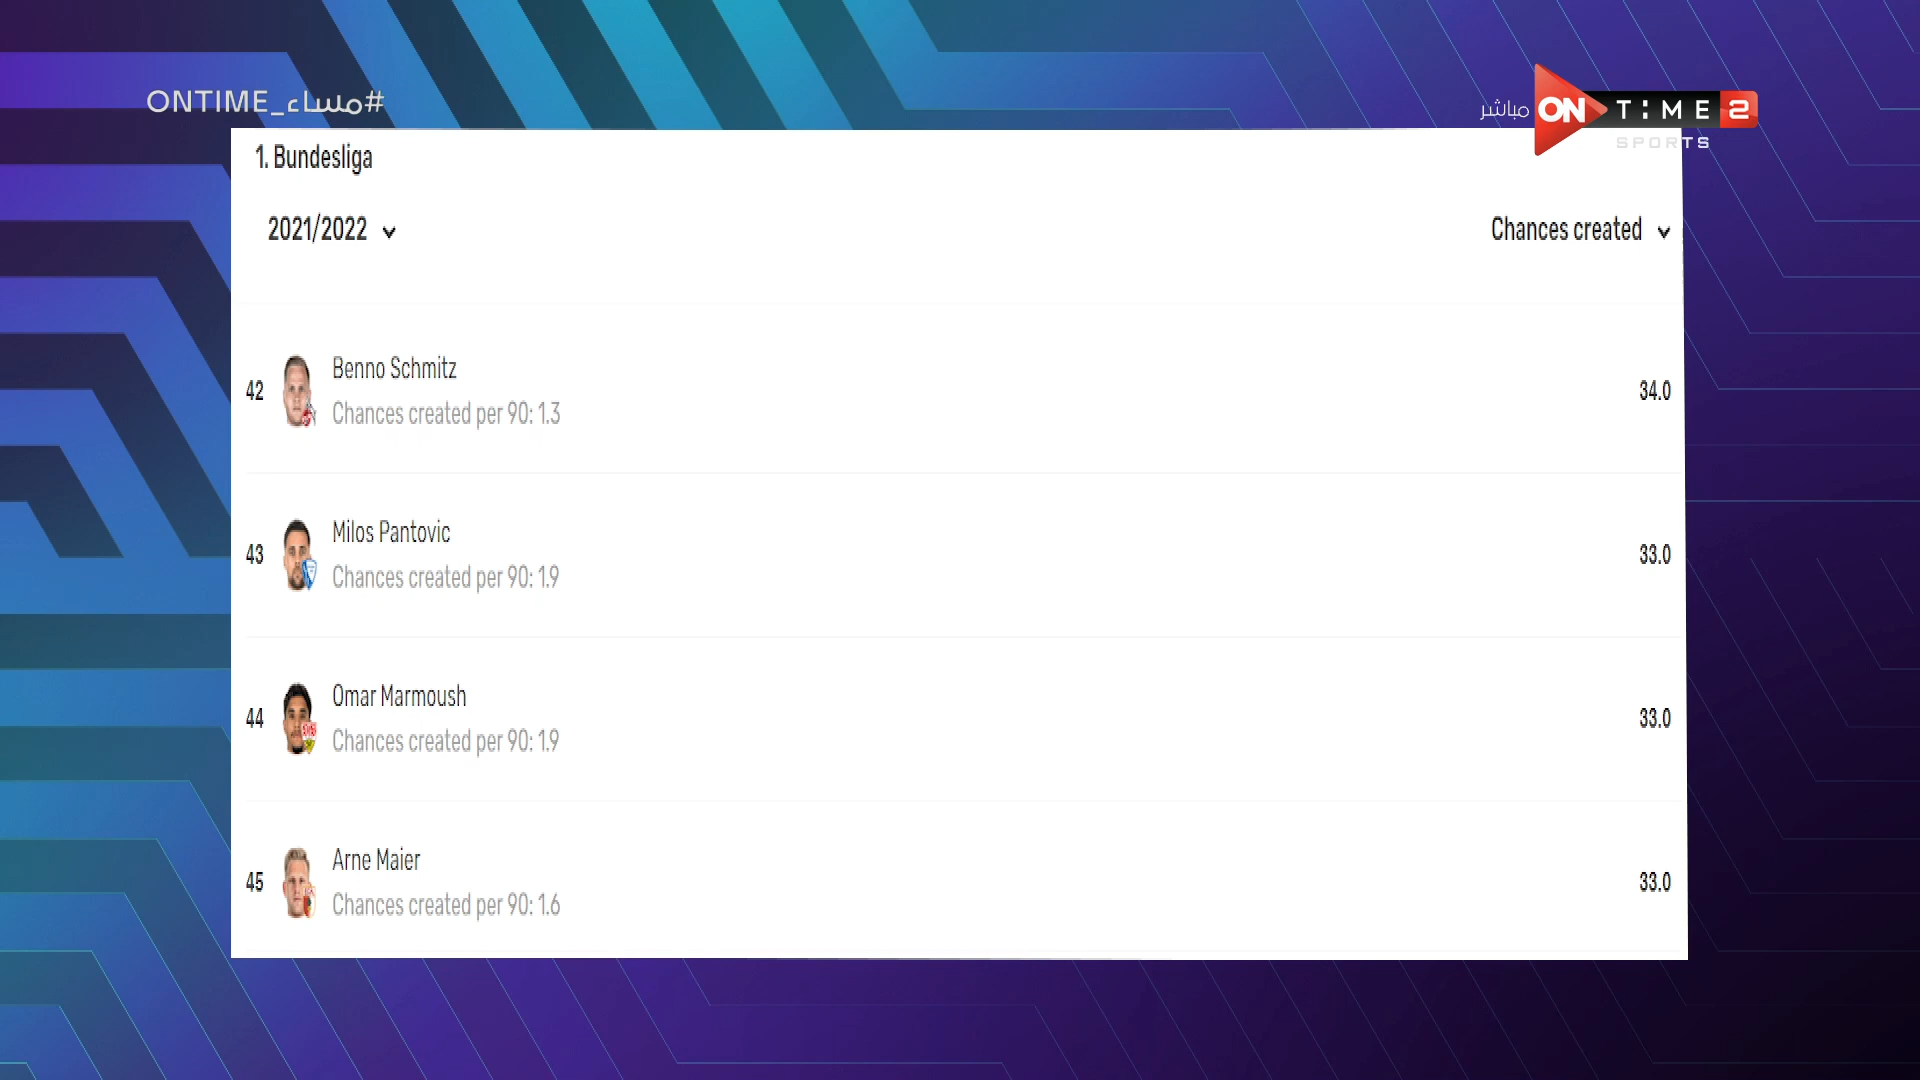 #مساء_ONTIME
مباشر ON TIME 2
SPORTS
1. Bundesliga
2021/2022
Chances created
42
Benno Schmitz
Chances created per 90: 1.3
34.0
43
Milos Pantovic
Chances created per 90: 1.9
33.0
44
Omar Marmoush
Chances created per 90: 1.9
33.0
45
Arne Maier
Chances created per 90: 1.6
33.0